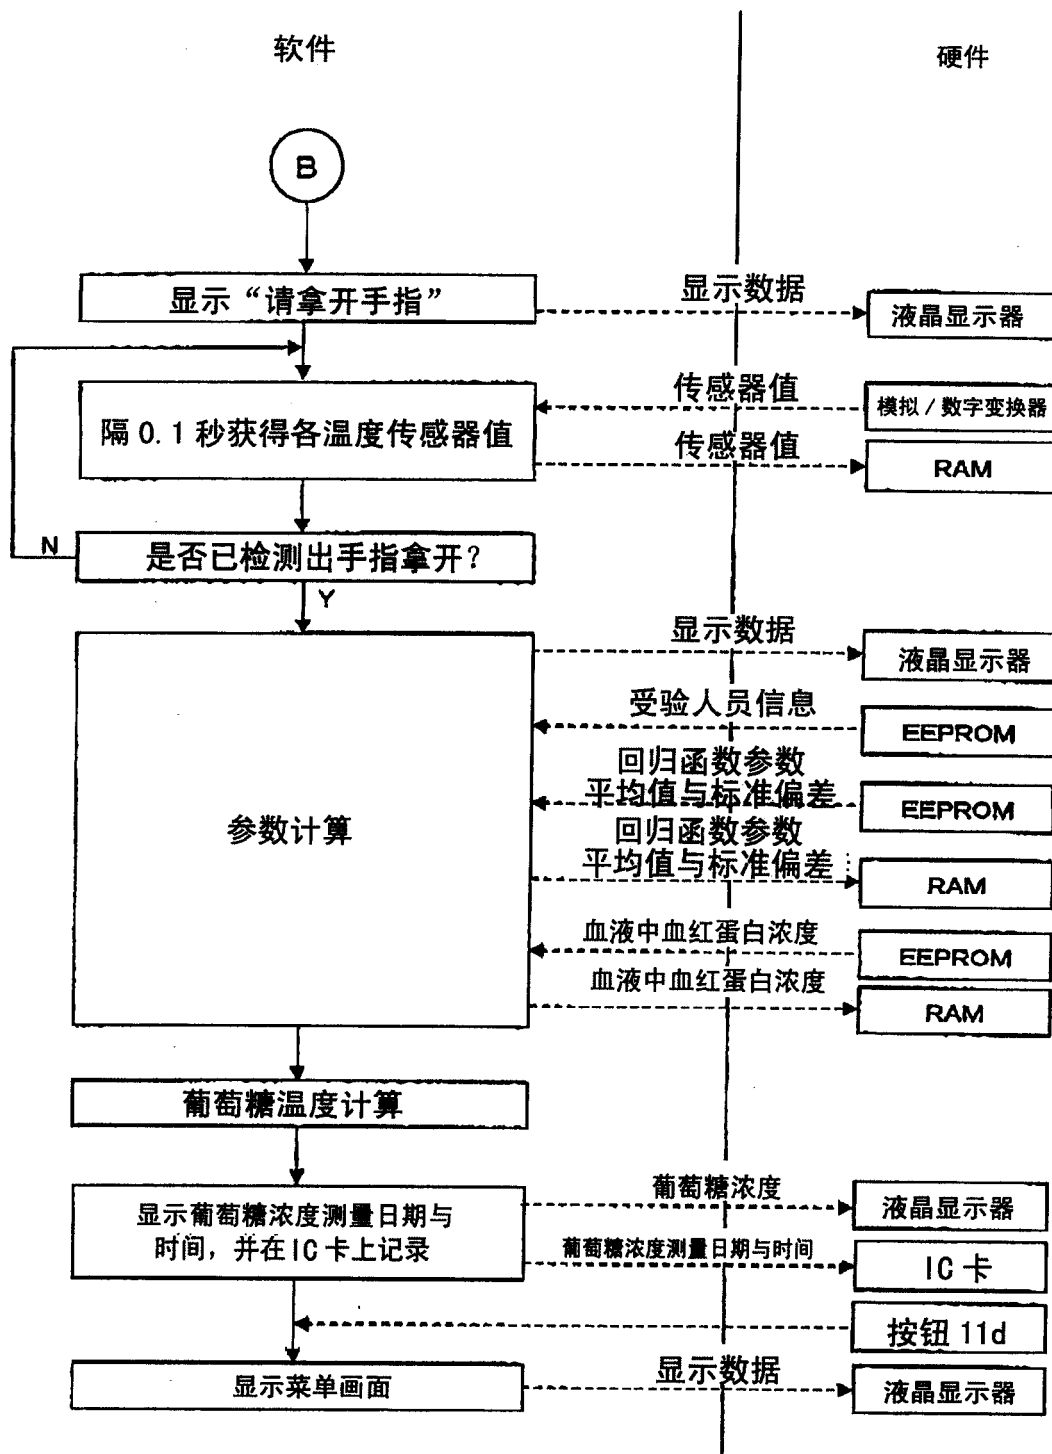 软件
硬件
B
显示“请拿开手指”
显示数据
液晶显示器
隔0.1秒获得各温度传感器值
传感器值
模拟/数字变换器
传感器值
RAM
是否已检测出手指拿开?
N
Y
参数计算
显示数据
液晶显示器
受验人员信息
EEPROM
回归函数参数
平均值与标准偏差
EEPROM
回归函数参数
平均值与标准偏差
RAM
血液中血红蛋白浓度
EEPROM
血液中血红蛋白浓度
RAM
葡萄糖温度计算
显示葡萄糖浓度测量日期与
时间,并在IC卡上记录
葡萄糖浓度
液晶显示器
葡萄糖浓度测量日期与时间
IC卡
按钮11d
显示菜单画面
显示数据
液晶显示器